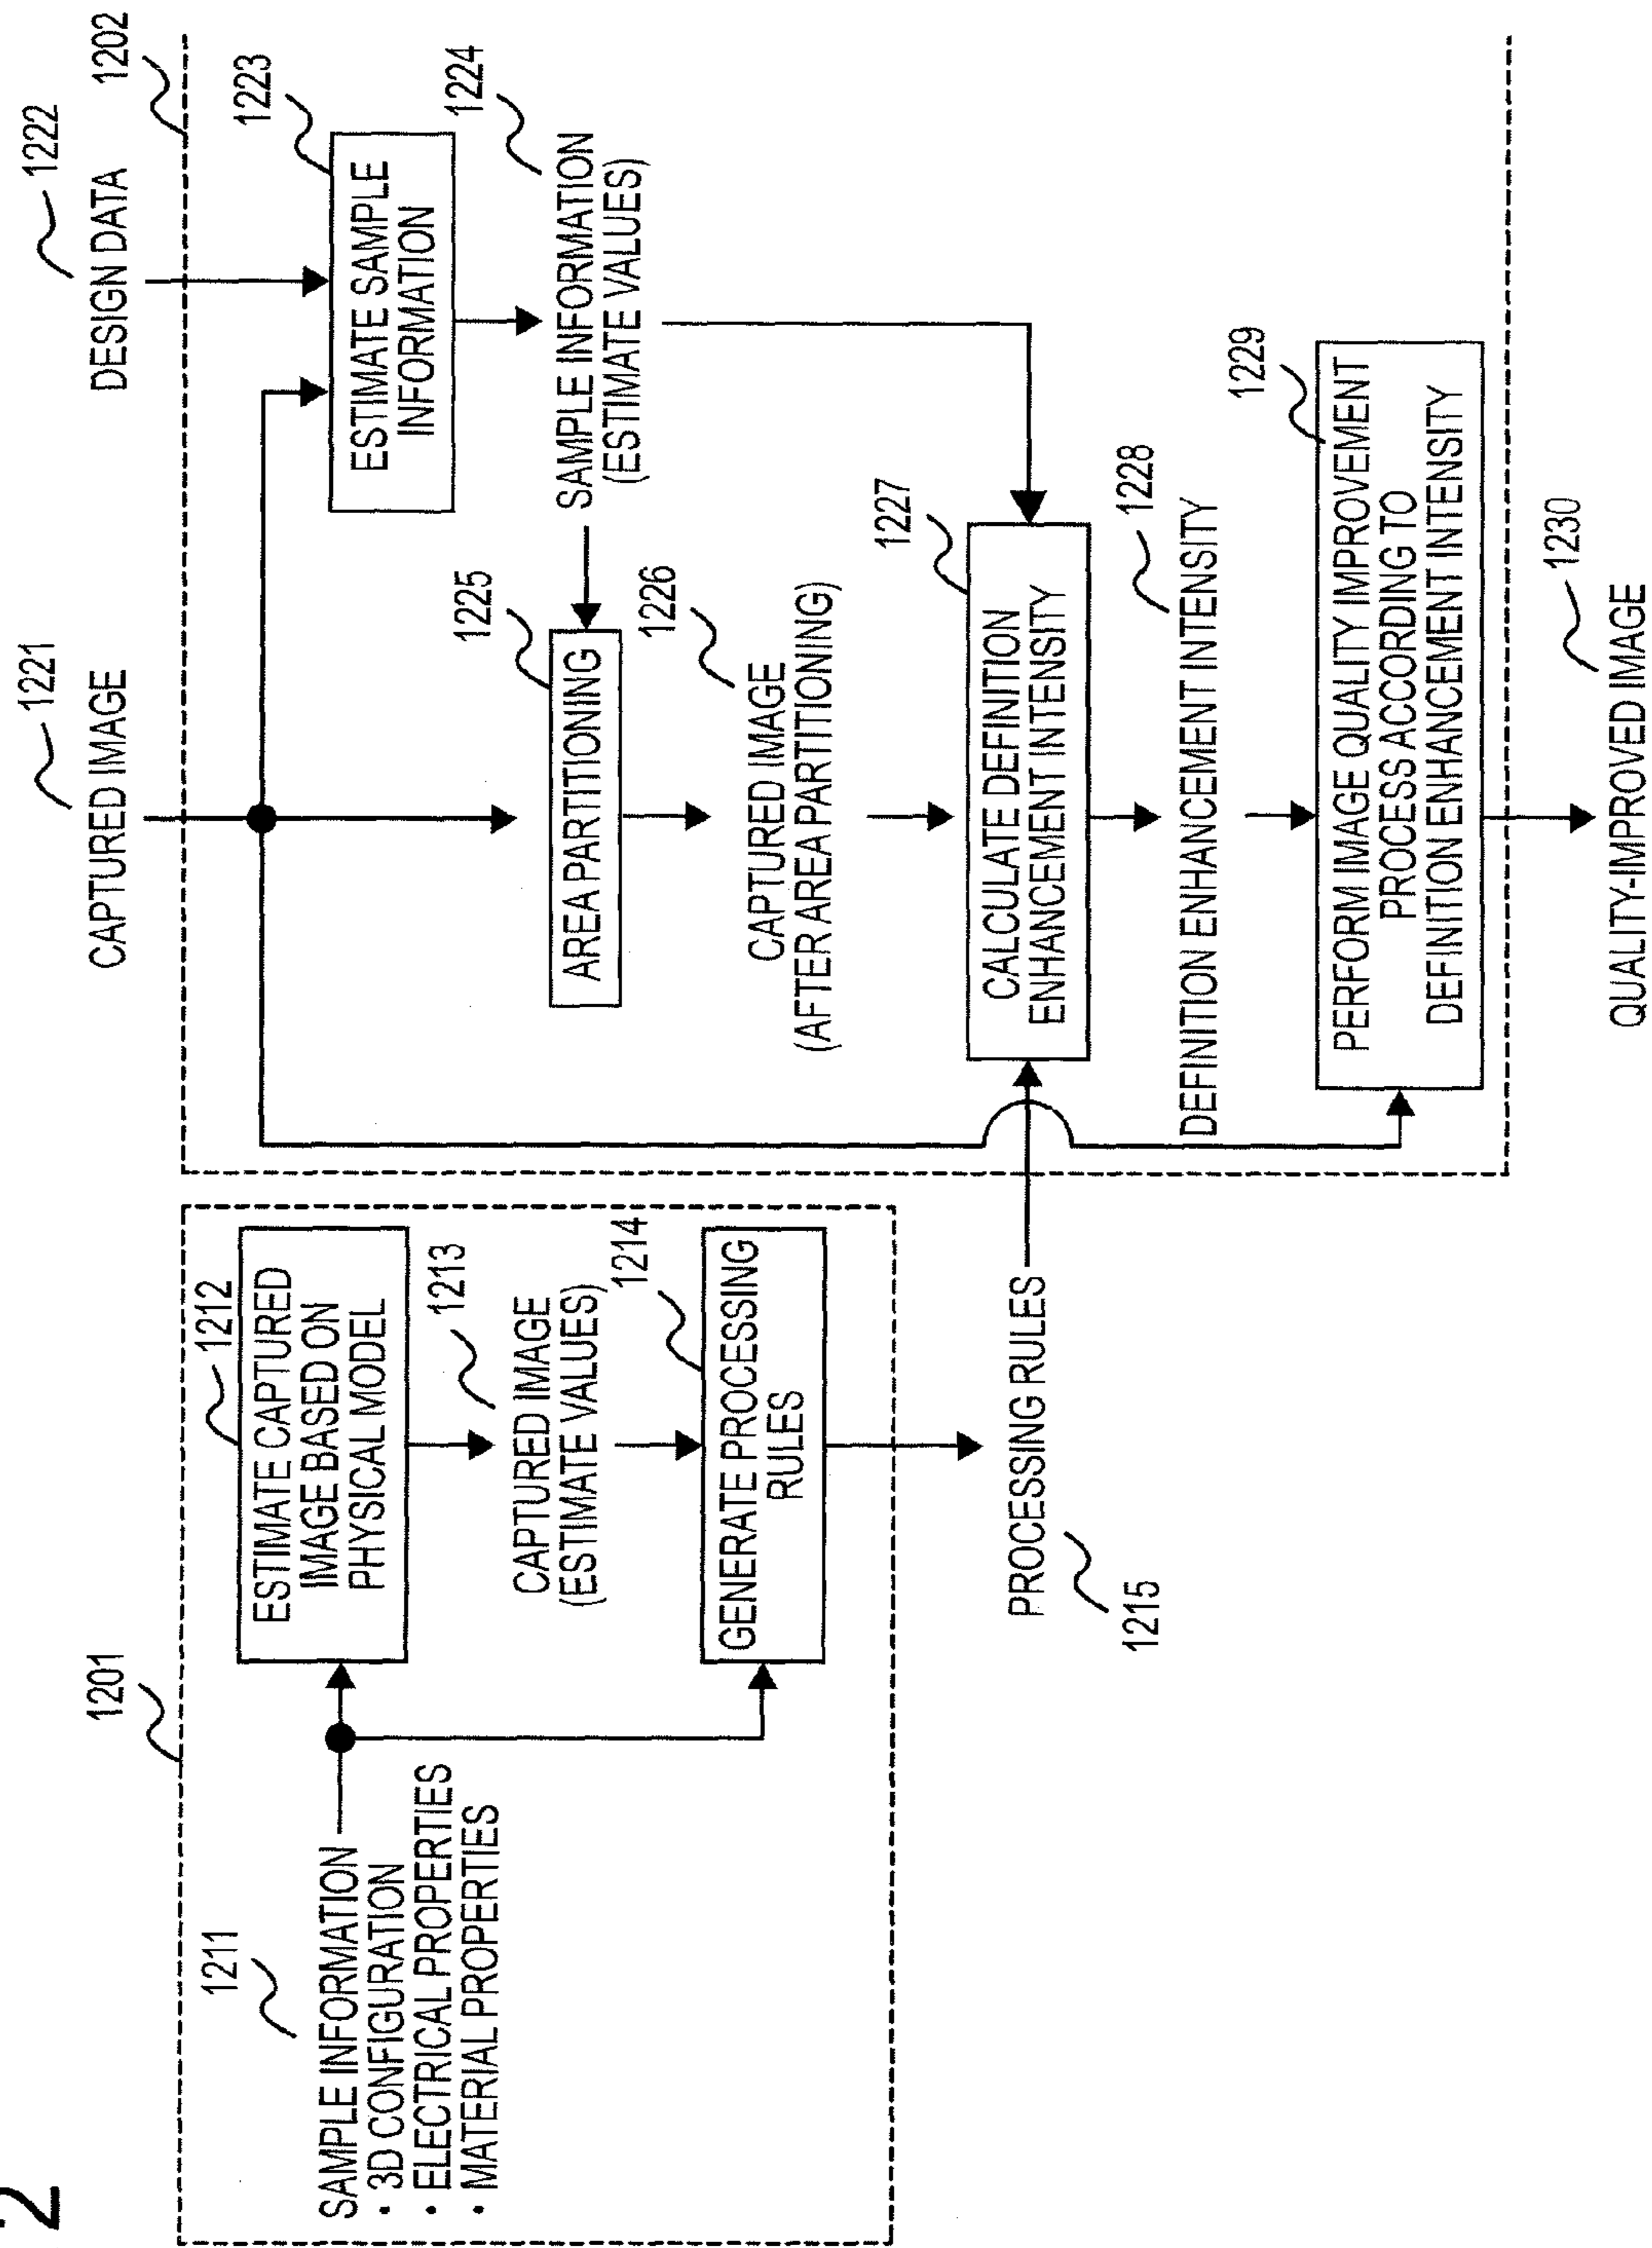 2
1201
1211
SAMPLE INFORMATION
• 3D CONFIGURATION
• ELECTRICAL PROPERTIES
• MATERIAL PROPERTIES
1212
ESTIMATE CAPTURED
IMAGE BASED ON
PHYSICAL MODEL
1213
CAPTURED IMAGE
(ESTIMATE VALUES)
1214
GENERATE PROCESSING
RULES
PROCESSING RULES
1215
1221
CAPTURED IMAGE
1222
DESIGN DATA
1202
1223
ESTIMATE SAMPLE
INFORMATION
1224
SAMPLE INFORMATION
(ESTIMATE VALUES)
1225
AREA PARTITIONING
1226
CAPTURED IMAGE
(AFTER AREA PARTITIONING)
1227
CALCULATE DEFINITION
ENHANCEMENT INTENSITY
1228
DEFINITION ENHANCEMENT INTENSITY
1229
PERFORM IMAGE QUALITY IMPROVEMENT
PROCESS ACCORDING TO
DEFINITION ENHANCEMENT INTENSITY
1230
QUALITY-IMPROVED IMAGE